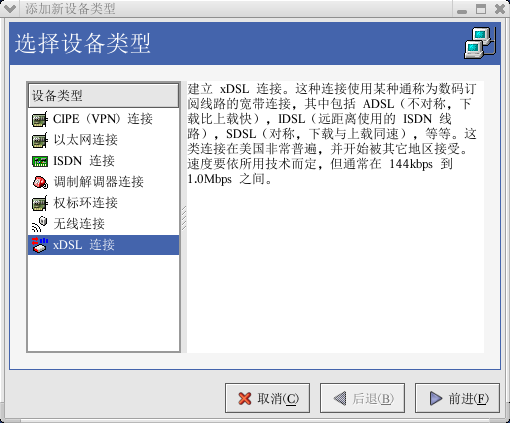 添加新设备类型
选择设备类型
设备类型
CIPE（VPN）连接
以太网连接
ISDN 连接
调制解调器连接
权标环连接
无线连接
xDSL 连接
建立 xDSL 连接。这种连接使用某种通称为数码订
阅线路的宽带连接，其中包括 ADSL（不对称，下
载比上载快），IDSL（远距离使用的 ISDN 线
路），SDSL（对称，下载与上载同速），等等。这
类连接在美国非常普遍，并开始被其它地区接受。
速度要依所用技术而定，但通常在 144kbps 到
1.0Mbps 之间。
取消(C)
后退(B)
前进(F)